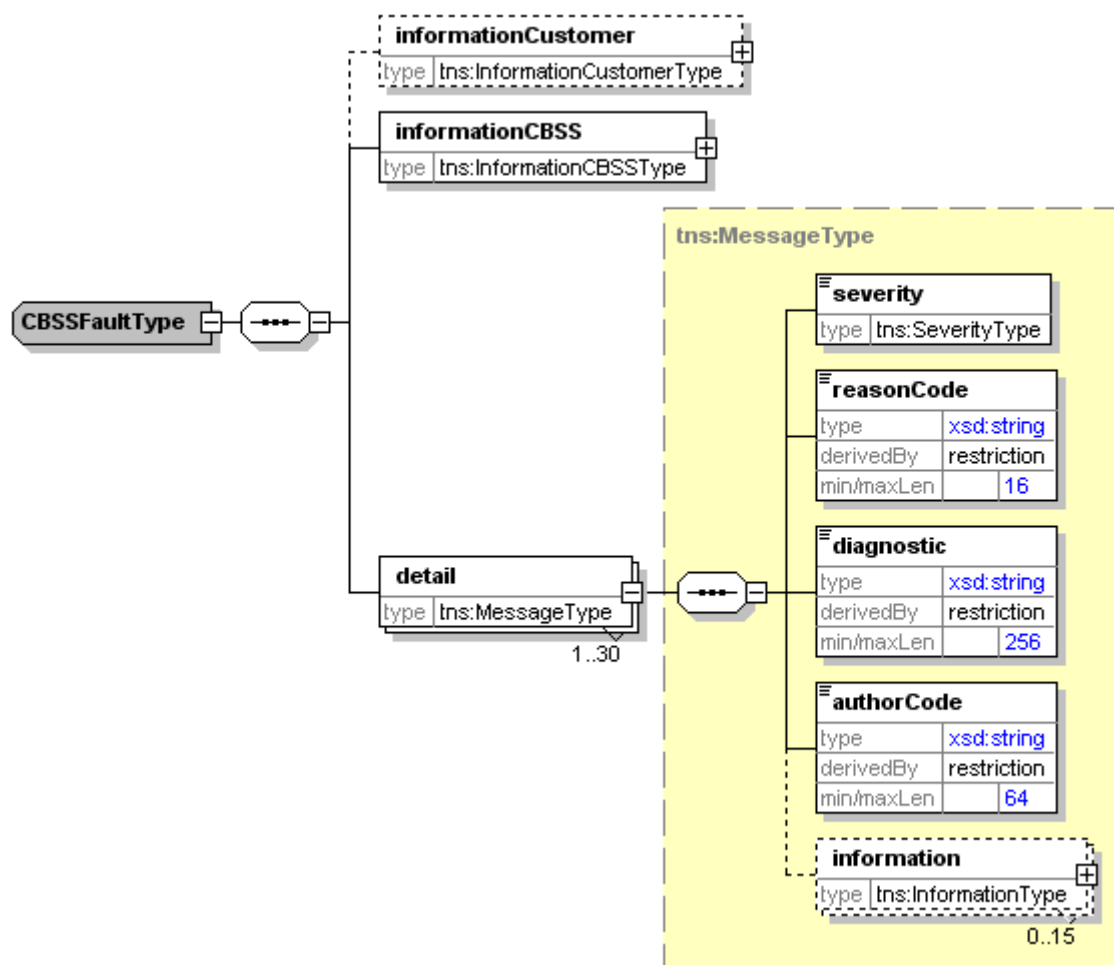 informationCustomer
type tns:InformationCustomerType
informationCBSS
type tns:InformationCBSSType
tns:MessageType
severity
type tns:SeverityType
CBSSFaultType
reasonCode
type xsd:string
derivedBy restriction
min/maxLen 16
diagnostic
type xsd:string
derivedBy restriction
min/maxLen 256
detail
type tns:MessageType
1..30
authorCode
type xsd:string
derivedBy restriction
min/maxLen 64
information
type tns:InformationType
0..15